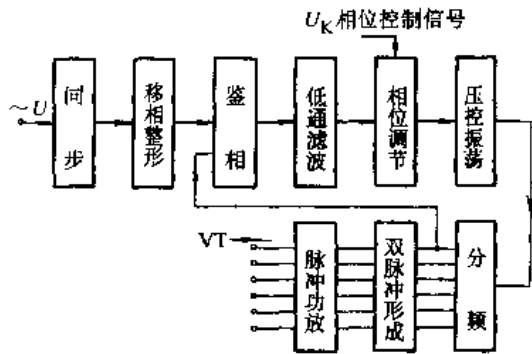 U_K 相位控制信号
~U
同步
移相整形
鉴相
低通滤波
相位调节
压控振荡
VT
脉冲功放
双脉冲形成
分频